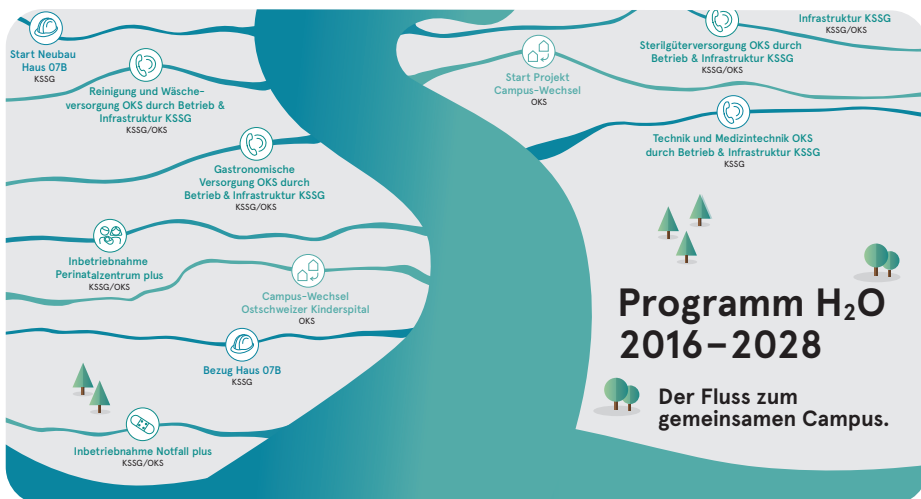 Start Neubau
Haus 07B
KSSG
Reinigung und Wäsche-
versorgung OKS durch Betrieb &
Infrastruktur KSSG
KSSG/OKS
Gastronomische
Versorgung OKS durch
Betrieb & Infrastruktur KSSG
KSSG/OKS
Inbetriebnahme
Perinatalzentrum plus
KSSG/OKS
Campus-Wechsel
Ostschweizer Kinderspital
OKS
Bezug Haus 07B
KSSG
Inbetriebnahme Notfall plus
KSSG/OKS
Infrastruktur KSSG
KSSG/OKS
Sterilgüterversorgung OKS durch
Betrieb & Infrastruktur KSSG
KSSG/OKS
Start Projekt
Campus-Wechsel
OKS
Technik und Medizintechnik OKS
durch Betrieb & Infrastruktur KSSG
KSSG
Programm H₂O
2016–2028
Der Fluss zum
gemeinsamen Campus.